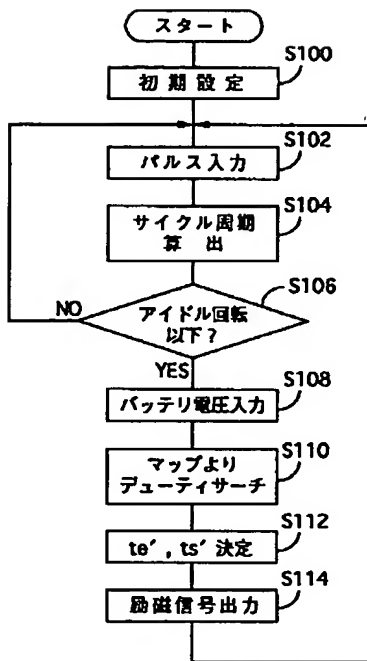 スタート
S100
初期設定
S102
パルス入力
S104
サイクル周期
算出
S106
アイドル回転
以下?
NO
YES
S108
バッテリ電圧入力
S110
マップより
デューティサーチ
S112
te′, ts′ 決定
S114
励磁信号出力